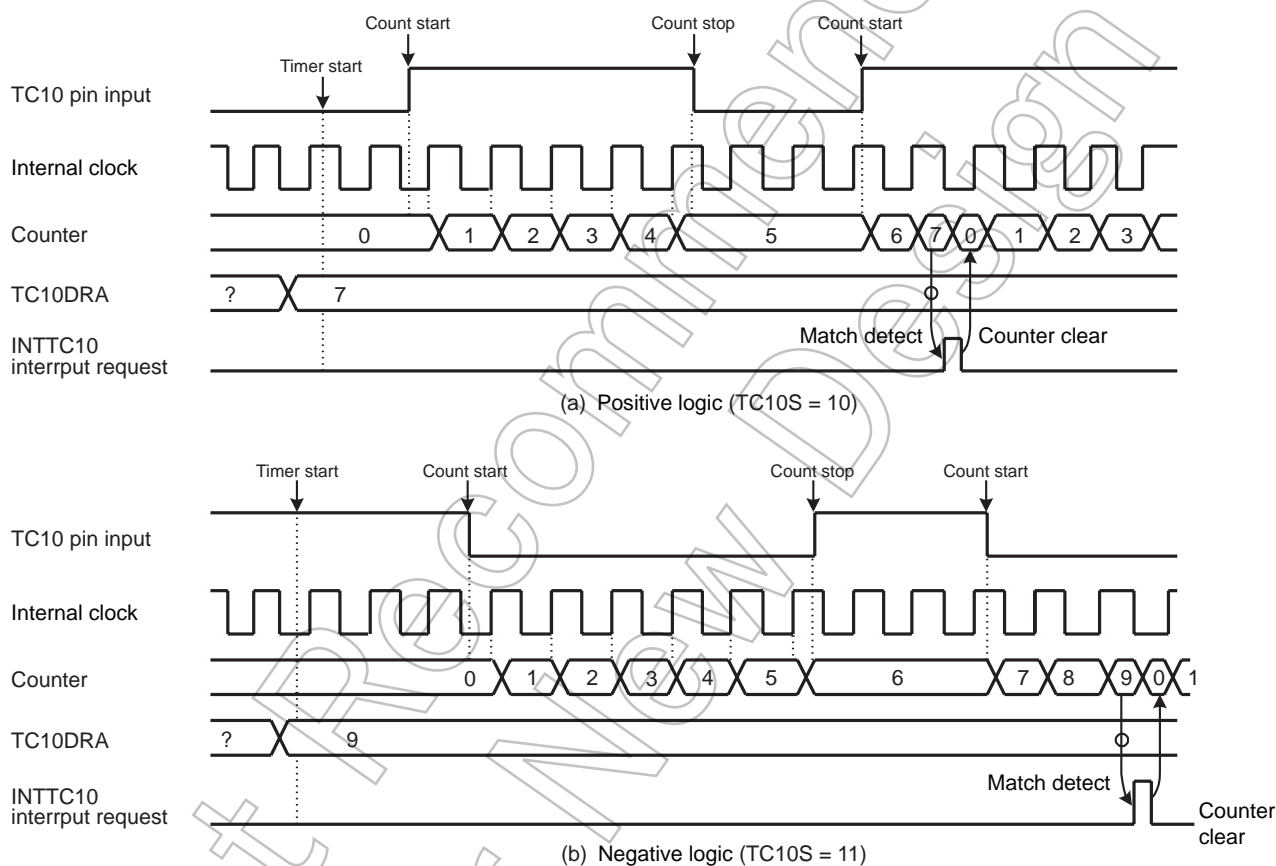 Count start
Count stop
Count start
Timer start
TC10 pin input
Internal clock
Counter
0 1 2 3 4 5 6 7 0 1 2 3
TC10DRA
? 7
INTTC10
interrput request
Match detect
Counter clear
(a) Positive logic (TC10S = 10)
Timer start
Count start
Count stop
Count start
TC10 pin input
Internal clock
Counter
0 1 2 3 4 5 6 7 8 9 0 1
TC10DRA
? 9
INTTC10
interrput request
Match detect
Counter
clear
(b) Negative logic (TC10S = 11)
t Recommen
New Design